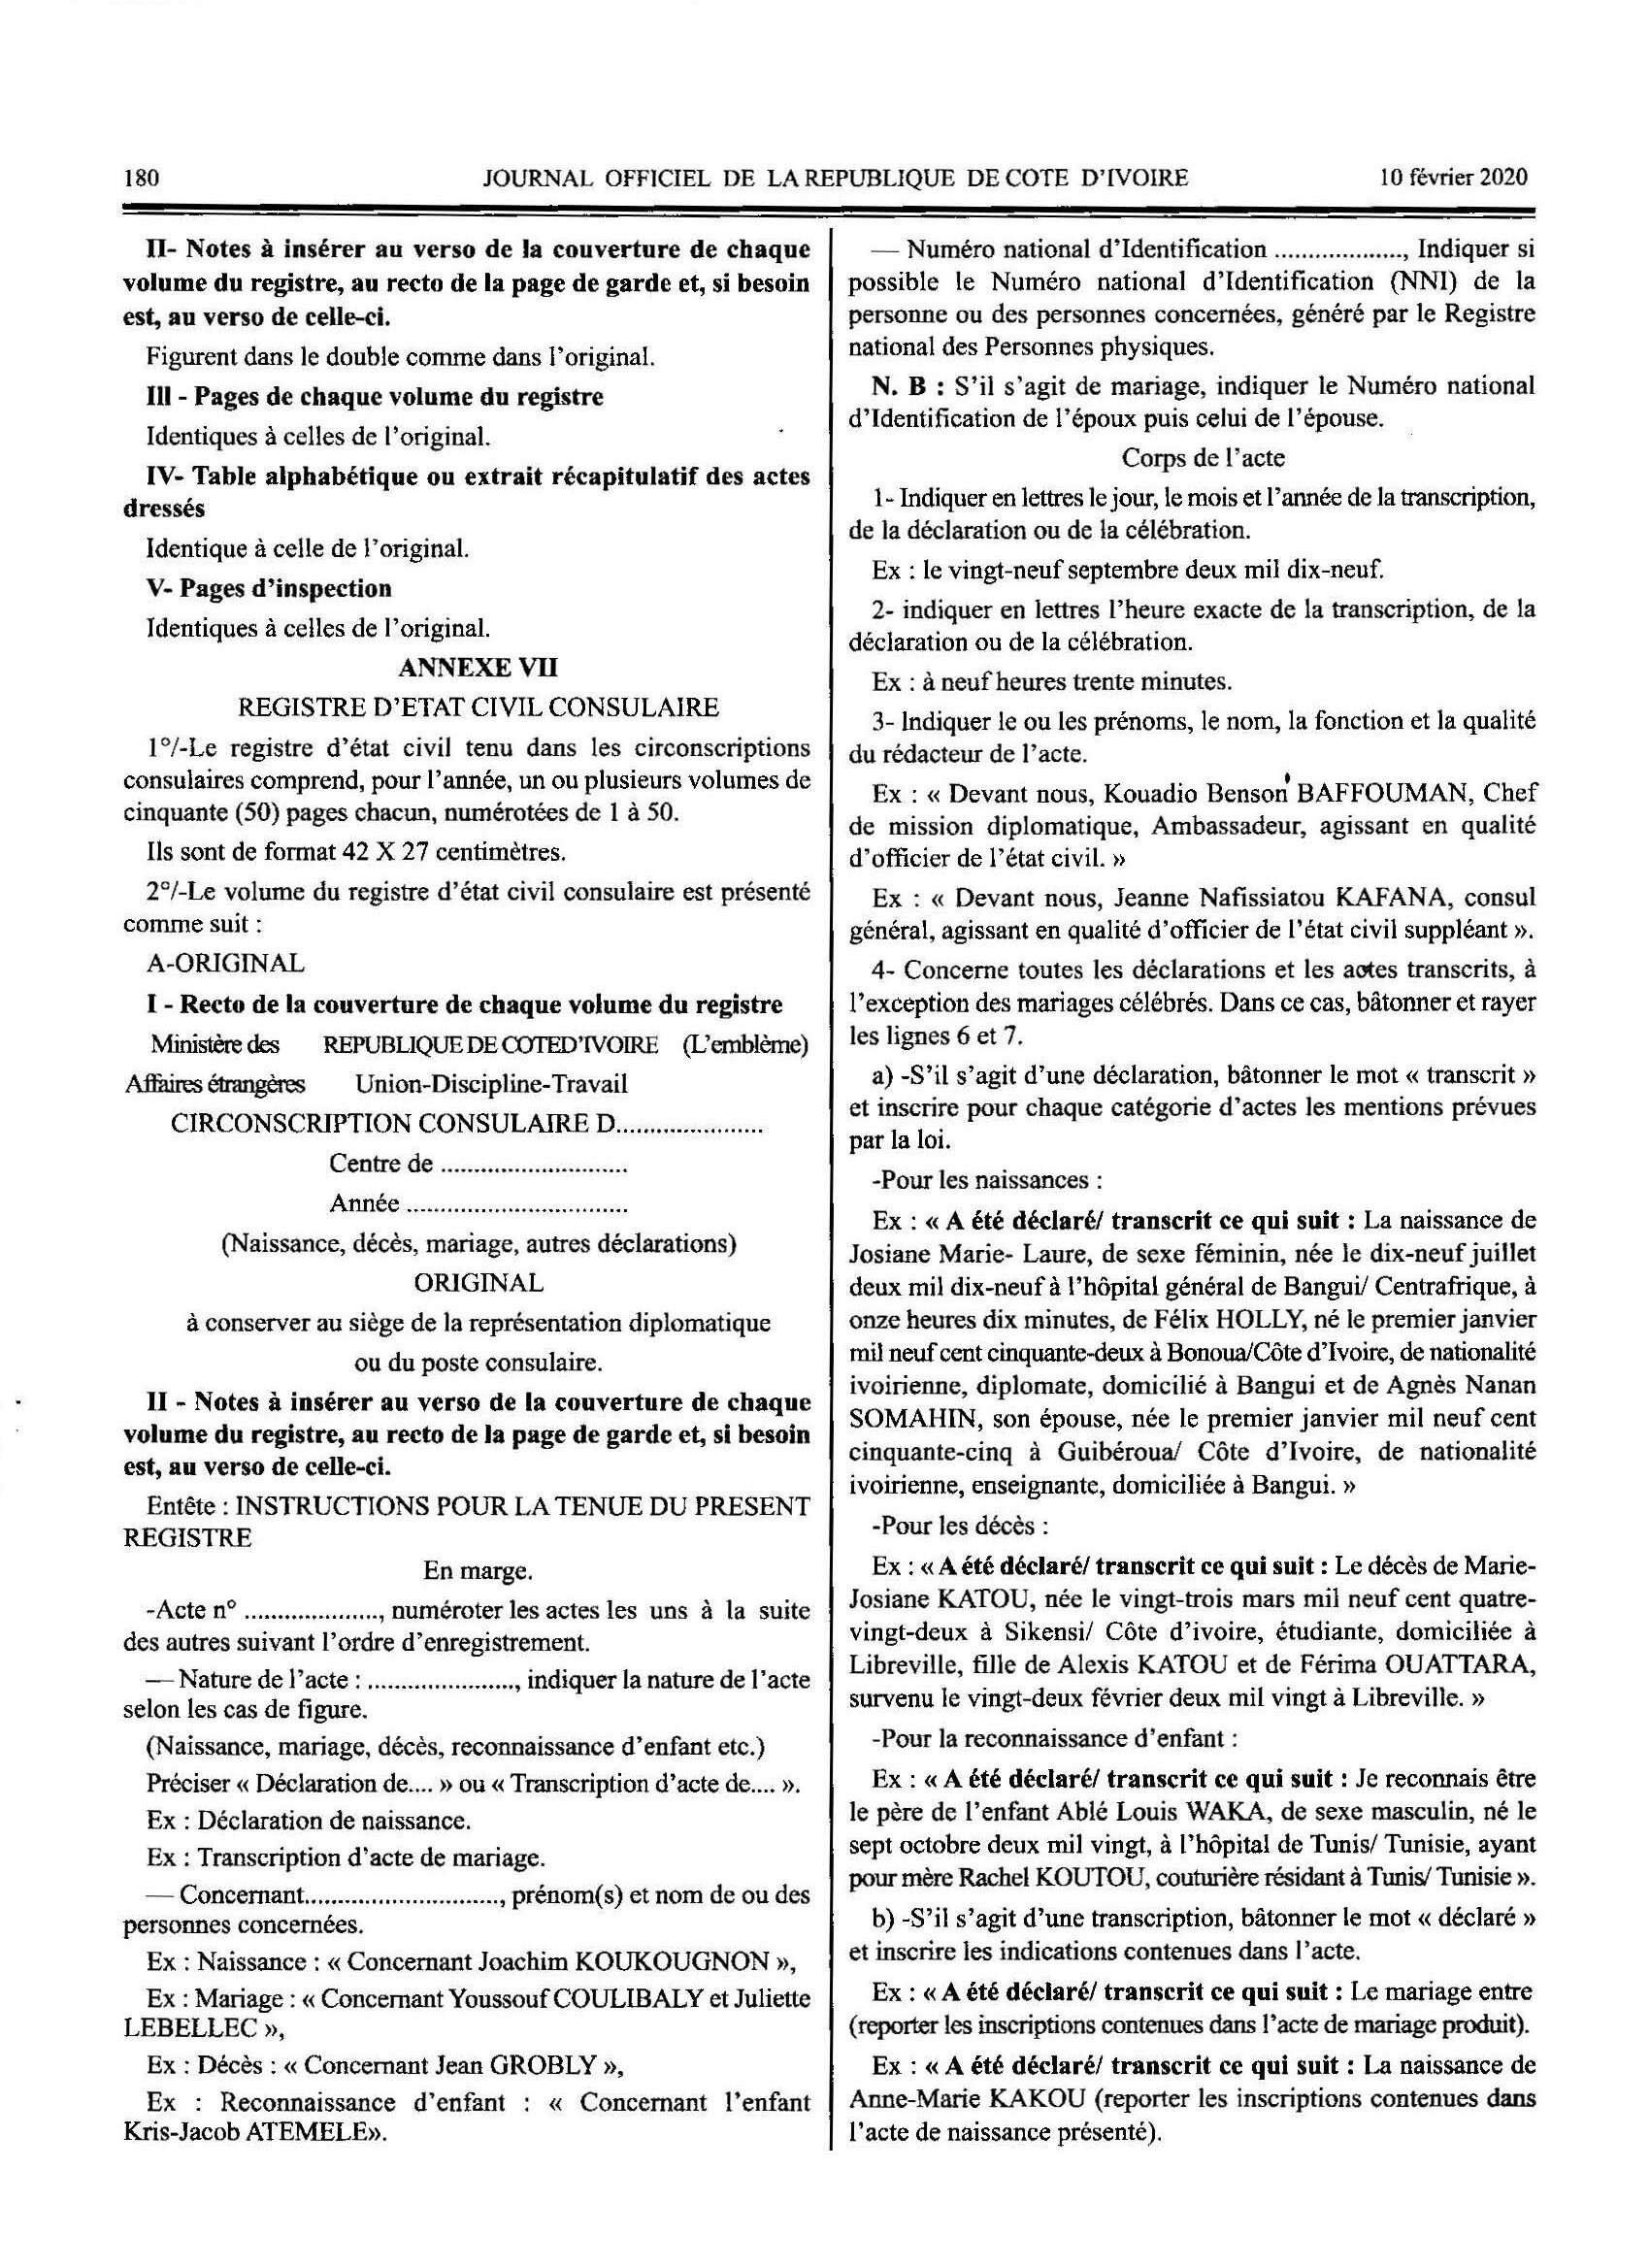 180 JOURNAL OFFICIEL DE LA REPUBLIQUE DE COTE D'IVOIRE 10 février 2020
II- Notes à insérer au verso de la couverture de chaque
volume du registre, au recto de la page de garde et, si besoin
est, au verso de celle-ci.
Figurent dans le double comme dans l'original.
III - Pages de chaque volume du registre
Identiques à celles de l'original.
IV- Table alphabétique ou extrait récapitulatif des actes
dressés
Identique à celle de l'original.
V- Pages d'inspection
Identiques à celles de l'original.
ANNEXE VII
REGISTRE D'ETAT CIVIL CONSULAIRE
1°/-Le registre d'état civil tenu dans les circonscriptions
consulaires comprend, pour l'année, un ou plusieurs volumes de
cinquante (50) pages chacun, numérotées de 1 à 50.
Ils sont de format 42 X 27 centimètres.
2°/-Le volume du registre d'état civil consulaire est présenté
comme suit :
A-ORIGINAL
I - Recto de la couverture de chaque volume du registre
Ministère des REPUBLIQUE DE COTED'IVOIRE (L'emblème)
Affaires étrangères Union-Discipline-Travail
CIRCONSCRIPTION CONSULAIRE D......................
Centre de ............................
Année .................................
(Naissance, décès, mariage, autres déclarations)
ORIGINAL
à conserver au siège de la représentation diplomatique
ou du poste consulaire.
II - Notes à insérer au verso de la couverture de chaque
volume du registre, au recto de la page de garde et, si besoin
est, au verso de celle-ci.
Entête : INSTRUCTIONS POUR LA TENUE DU PRESENT
REGISTRE
En marge.
-Acte n° ...................., numéroter les actes les uns à la suite
des autres suivant l'ordre d'enregistrement.
— Nature de l'acte : ......................, indiquer la nature de l'acte
selon les cas de figure.
(Naissance, mariage, décès, reconnaissance d'enfant etc.)
Préciser « Déclaration de.... » ou « Transcription d'acte de.... ».
Ex : Déclaration de naissance.
Ex : Transcription d'acte de mariage.
— Concernant............................., prénom(s) et nom de ou des
personnes concernées.
Ex : Naissance : « Concernant Joachim KOUKOUGNON »,
Ex : Mariage : « Concernant Youssouf COULIBALY et Juliette
LEBELLEC »,
Ex : Décès : « Concernant Jean GROBLY »,
Ex : Reconnaissance d'enfant : « Concernant l'enfant
Kris-Jacob ATEMELE».
— Numéro national d'Identification ..................., Indiquer si
possible le Numéro national d'Identification (NNI) de la
personne ou des personnes concernées, généré par le Registre
national des Personnes physiques.
N. B : S'il s'agit de mariage, indiquer le Numéro national
d'Identification de l'époux puis celui de l'épouse.
Corps de l'acte
1- Indiquer en lettres le jour, le mois et l'année de la transcription,
de la déclaration ou de la célébration.
Ex : le vingt-neuf septembre deux mil dix-neuf.
2- indiquer en lettres l'heure exacte de la transcription, de la
déclaration ou de la célébration.
Ex : à neuf heures trente minutes.
3- Indiquer le ou les prénoms, le nom, la fonction et la qualité
du rédacteur de l'acte.
Ex : « Devant nous, Kouadio Benson BAFFOUMAN, Chef
de mission diplomatique, Ambassadeur, agissant en qualité
d'officier de l'état civil. »
Ex : « Devant nous, Jeanne Nafissiatou KAFANA, consul
général, agissant en qualité d'officier de l'état civil suppléant ».
4- Concerne toutes les déclarations et les actes transcrits, à
l'exception des mariages célébrés. Dans ce cas, bâtonner et rayer
les lignes 6 et 7.
a) -S'il s'agit d'une déclaration, bâtonner le mot « transcrit »
et inscrire pour chaque catégorie d'actes les mentions prévues
par la loi.
-Pour les naissances :
Ex : « A été déclaré/ transcrit ce qui suit : La naissance de
Josiane Marie- Laure, de sexe féminin, née le dix-neuf juillet
deux mil dix-neuf à l'hôpital général de Bangui/ Centrafrique, à
onze heures dix minutes, de Félix HOLLY, né le premier janvier
mil neuf cent cinquante-deux à Bonoua/Côte d'Ivoire, de nationalité
ivoirienne, diplomate, domicilié à Bangui et de Agnès Nanan
SOMAHIN, son épouse, née le premier janvier mil neuf cent
cinquante-cinq à Guibéroua/ Côte d'Ivoire, de nationalité
ivoirienne, enseignante, domiciliée à Bangui. »
-Pour les décès :
Ex : « A été déclaré/ transcrit ce qui suit : Le décès de Marie-
Josiane KATOU, née le vingt-trois mars mil neuf cent quatre-
vingt-deux à Sikensi/ Côte d'ivoire, étudiante, domiciliée à
Libreville, fille de Alexis KATOU et de Férima OUATTARA,
survenu le vingt-deux février deux mil vingt à Libreville. »
-Pour la reconnaissance d'enfant :
Ex : « A été déclaré/ transcrit ce qui suit : Je reconnais être
le père de l'enfant Ablé Louis WAKA, de sexe masculin, né le
sept octobre deux mil vingt, à l'hôpital de Tunis/ Tunisie, ayant
pour mère Rachel KOUTOU, couturière résidant à Tunis/ Tunisie ».
b) -S'il s'agit d'une transcription, bâtonner le mot « déclaré »
et inscrire les indications contenues dans l'acte.
Ex : « A été déclaré/ transcrit ce qui suit : Le mariage entre
(reporter les inscriptions contenues dans l'acte de mariage produit).
Ex : « A été déclaré/ transcrit ce qui suit : La naissance de
Anne-Marie KAKOU (reporter les inscriptions contenues dans
l'acte de naissance présenté).